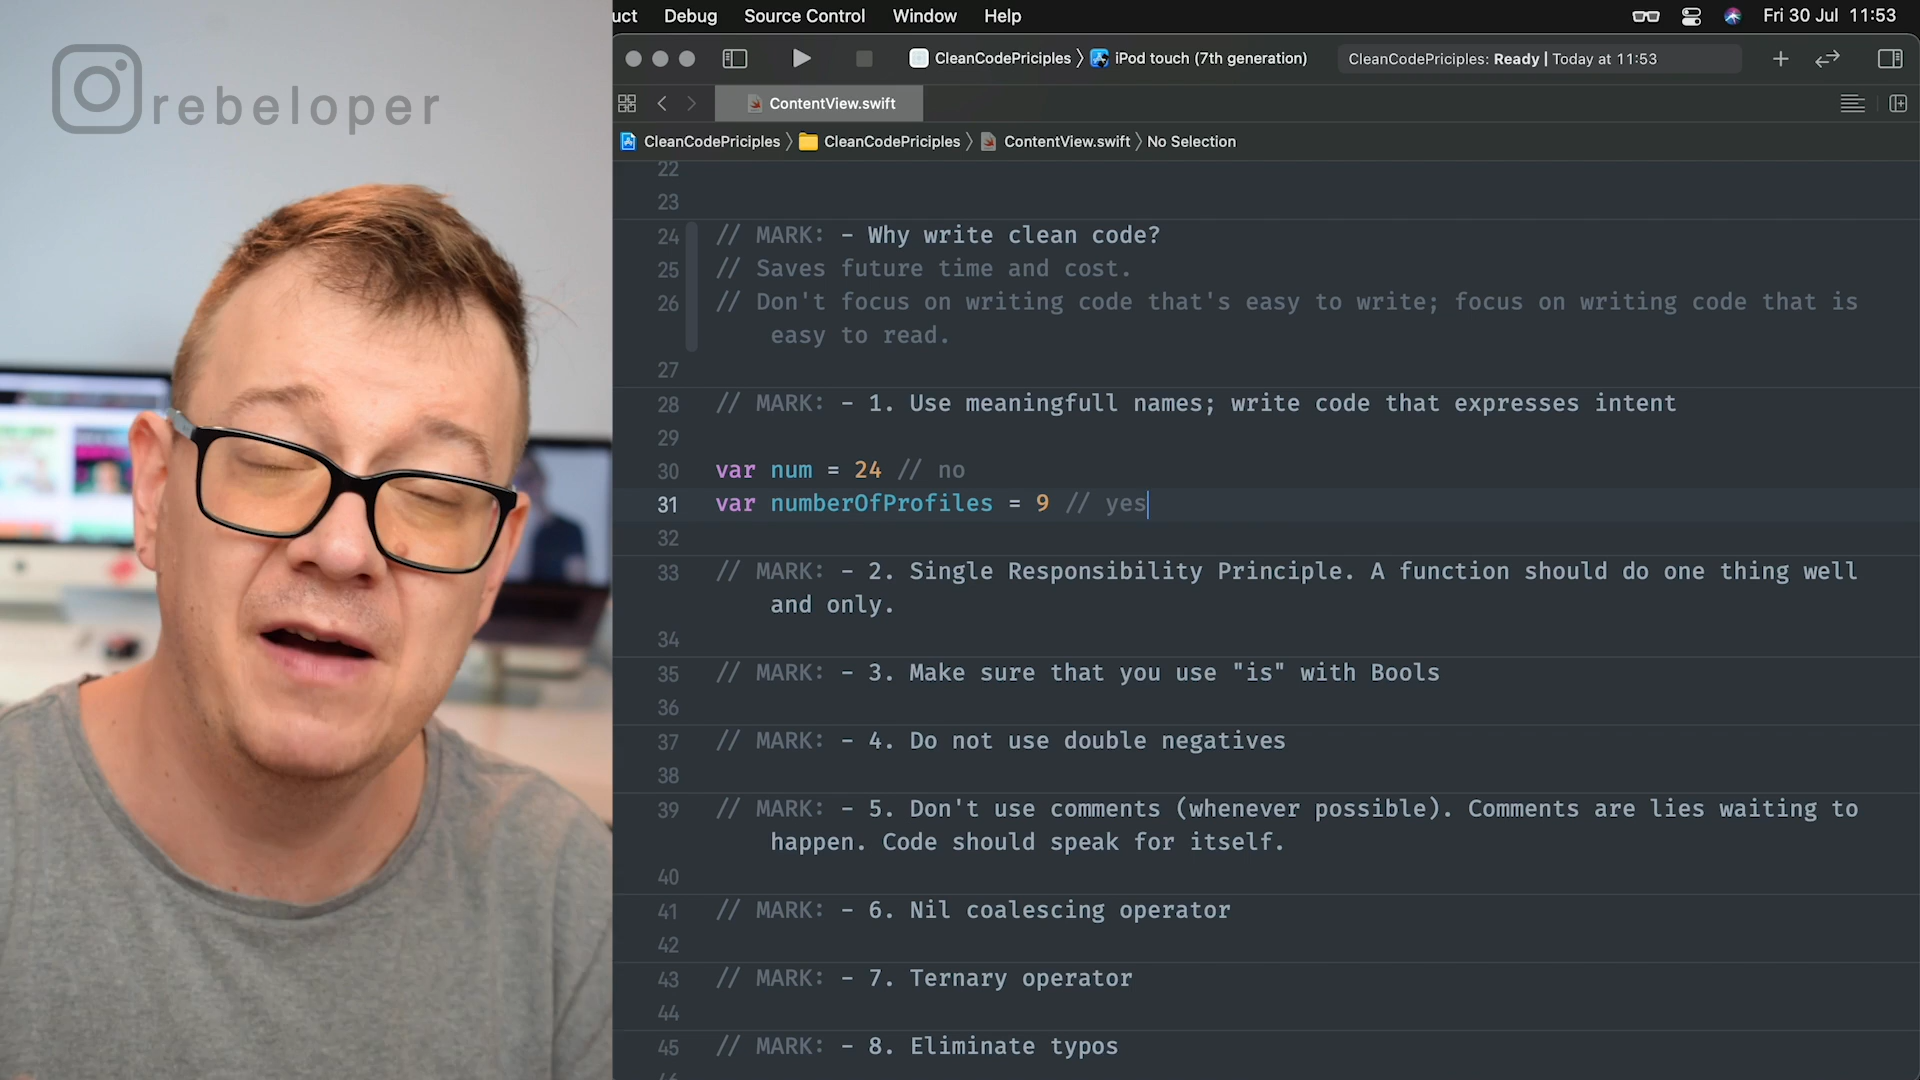 rebeloper
uct Debug Source Control Window Help Fri 30 Jul 11:53
CleanCodePriciples 〉 iPod touch (7th generation) CleanCodePriciples: Ready | Today at 11:53
ContentView.swift
CleanCodePriciples 〉 CleanCodePriciples 〉 ContentView.swift 〉 No Selection
22
23
24 // MARK: - Why write clean code?
25 // Saves future time and cost.
26 // Don't focus on writing code that's easy to write; focus on writing code that is
easy to read.
27
28 // MARK: - 1. Use meaningfull names; write code that expresses intent
29
30 var num = 24 // no
31 var numberOfProfiles = 9 // yes
32
33 // MARK: - 2. Single Responsibility Principle. A function should do one thing well
and only.
34
35 // MARK: - 3. Make sure that you use "is" with Bools
36
37 // MARK: - 4. Do not use double negatives
38
39 // MARK: - 5. Don't use comments (whenever possible). Comments are lies waiting to
happen. Code should speak for itself.
40
41 // MARK: - 6. Nil coalescing operator
42
43 // MARK: - 7. Ternary operator
44
45 // MARK: - 8. Eliminate typos